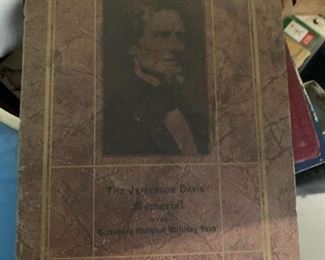 THE JEFFERSON DAVIS
Memorial
IN THE
Vicksburg National Military Park